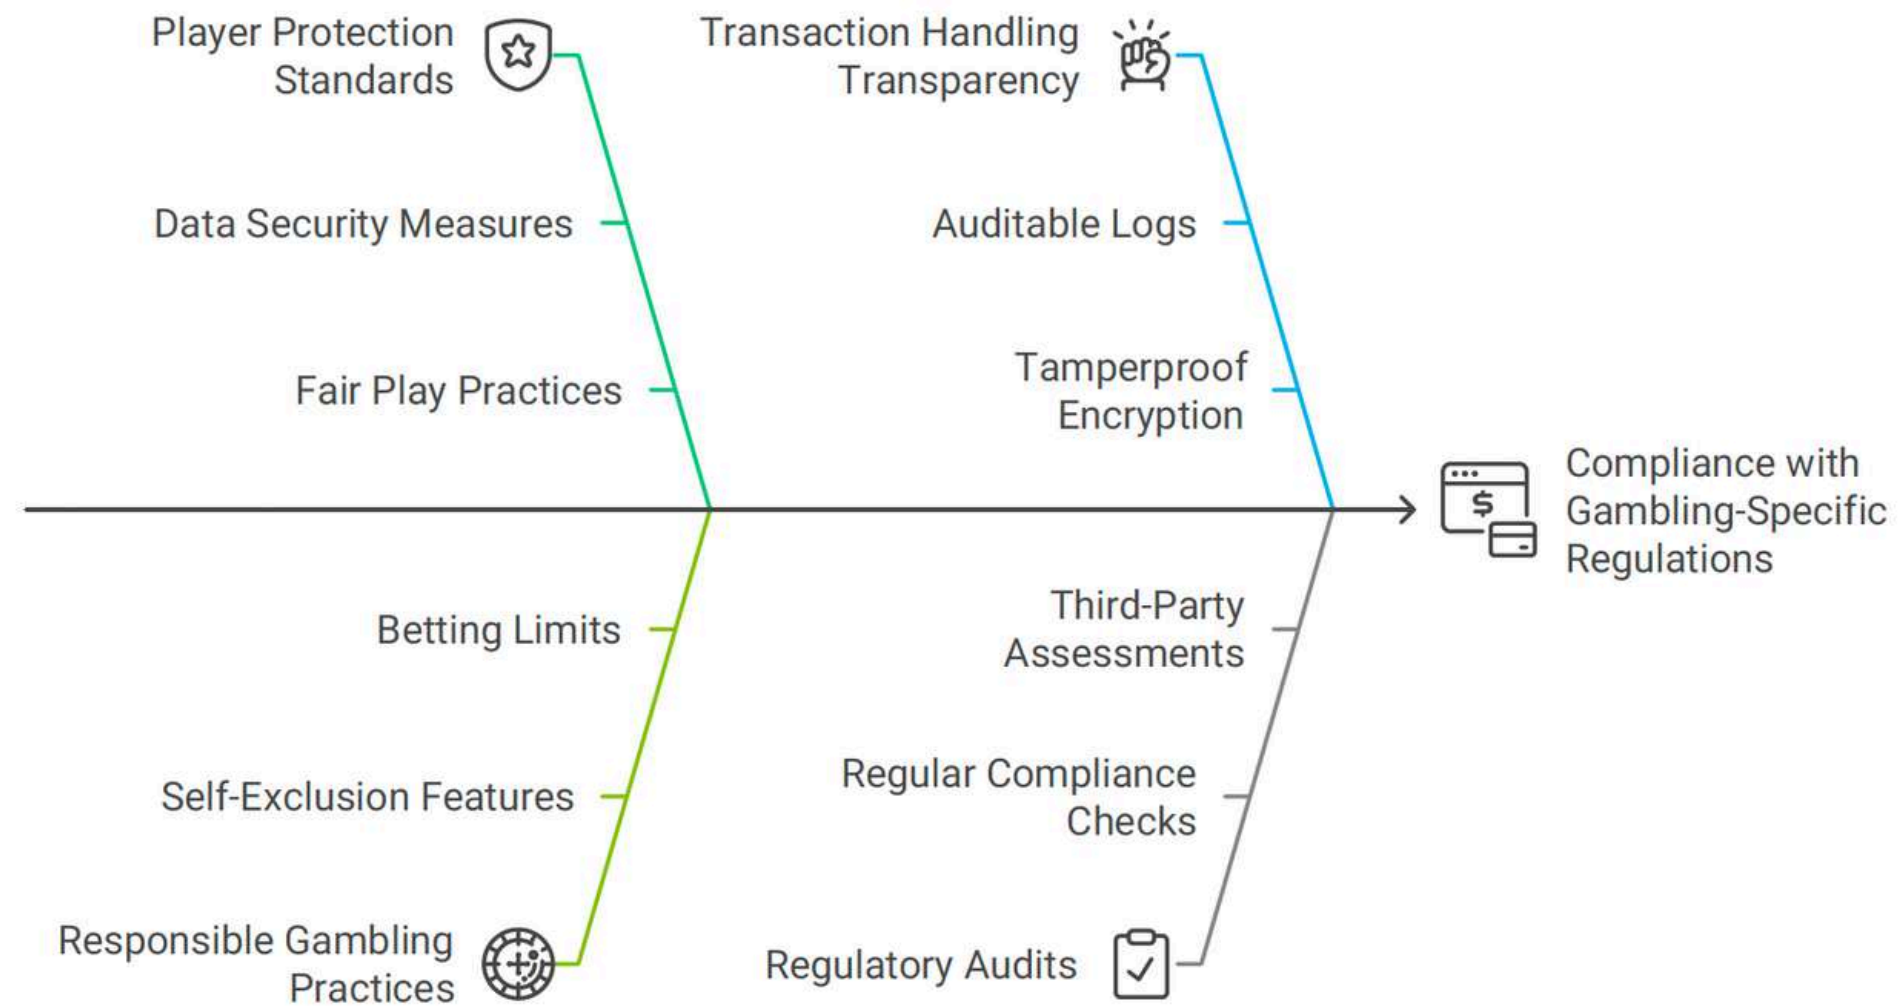 Player Protection
Standards
Transaction Handling
Transparency
Data Security Measures
Auditable Logs
Fair Play Practices
Tamperproof
Encryption
Compliance with
Gambling-Specific
Regulations
$
Betting Limits
Third-Party
Assessments
Self-Exclusion Features
Regular Compliance
Checks
Responsible Gambling
Practices
Regulatory Audits